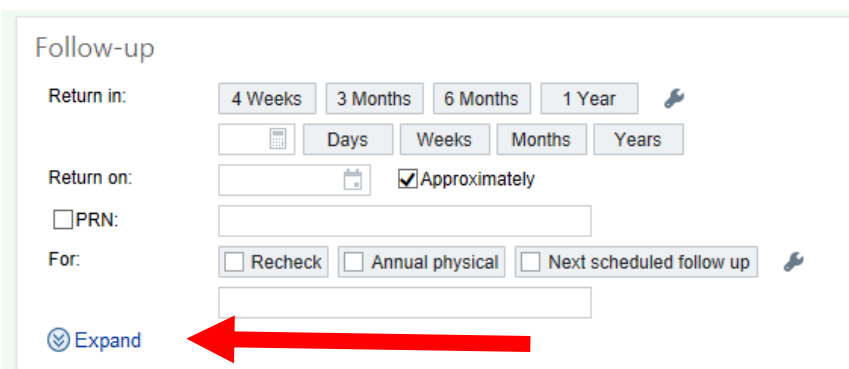 Follow-up
Return in: 4 Weeks 3 Months 6 Months 1 Year
Days Weeks Months Years
Return on: Approximately
PRN:
For: Recheck Annual physical Next scheduled follow up
Expand